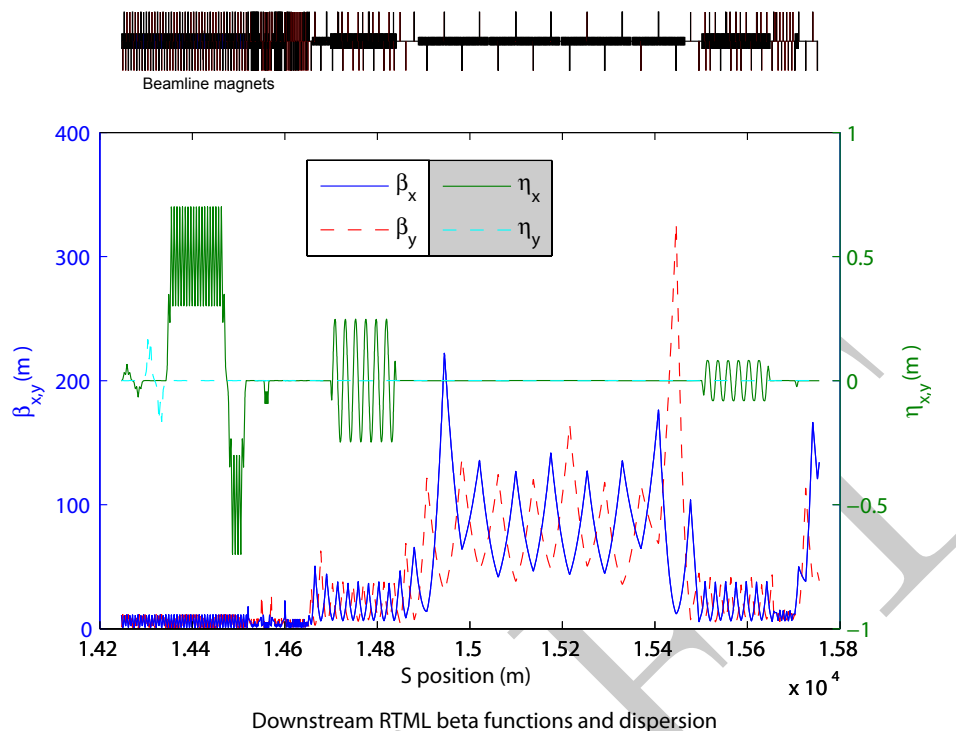 Beamline magnets
400
300
200
100
0
1
0.5
0
−0.5
−1
β_x
β_y
η_x
η_y
β_{x,y} (m )
η_{x,y} (m )
1.42 1.44 1.46 1.48 1.5 1.52 1.54 1.56 1.58
S position (m)
x 10^4
Downstream RTML beta functions and dispersion